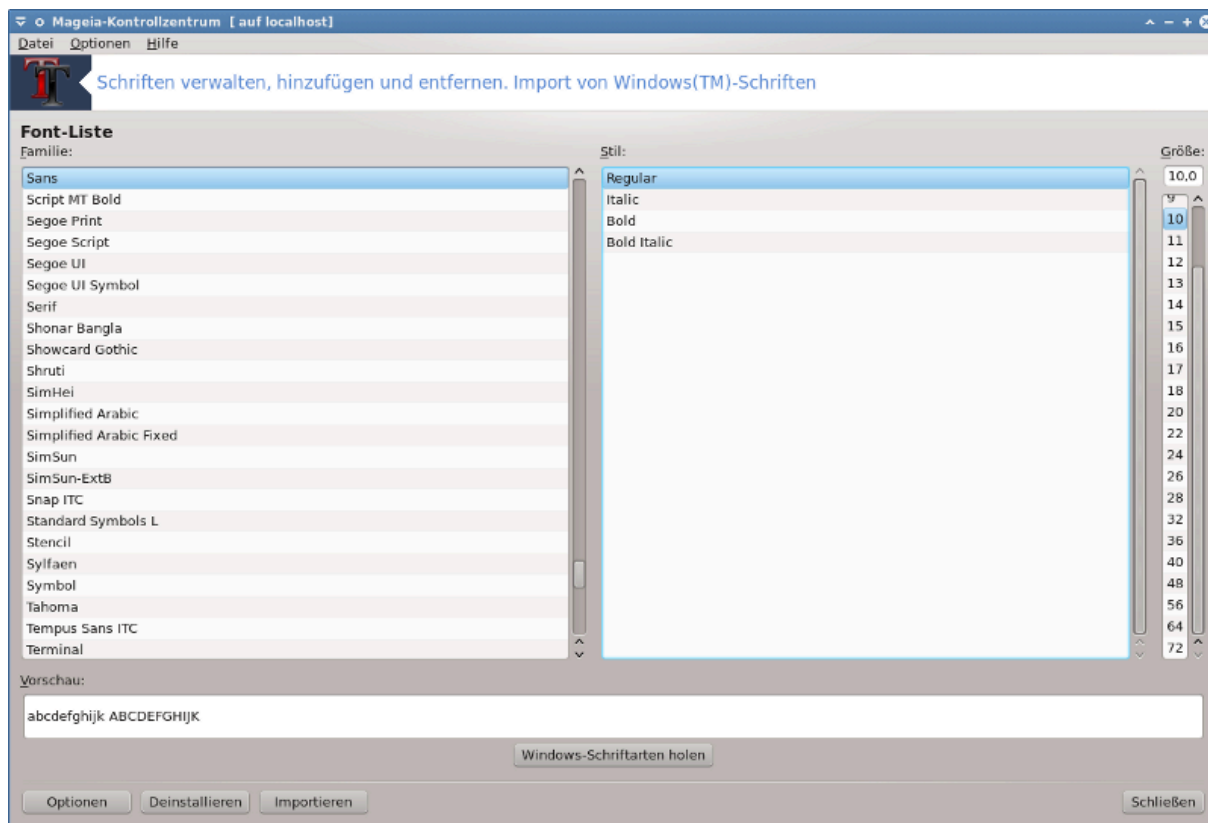 Mageia-Kontrollzentrum [ auf localhost]
Datei Optionen Hilfe
Schriften verwalten, hinzufügen und entfernen. Import von Windows(TM)-Schriften
Font-Liste
Familie:
Sans
Script MT Bold
Segoe Print
Segoe Script
Segoe UI
Segoe UI Symbol
Serif
Shonar Bangla
Showcard Gothic
Shruti
SimHei
Simplified Arabic
Simplified Arabic Fixed
SimSun
SimSun-ExtB
Snap ITC
Standard Symbols L
Stencil
Sylfaen
Symbol
Tahoma
Tempus Sans ITC
Terminal
Stil:
Regular
Italic
Bold
Bold Italic
Größe:
10,0
9
10
11
12
13
14
15
16
17
18
20
22
24
26
28
32
36
40
48
56
64
72
Vorschau:
abcdefghijk ABCDEFGHIJK
Windows-Schriftarten holen
Optionen Deinstallieren Importieren Schließen